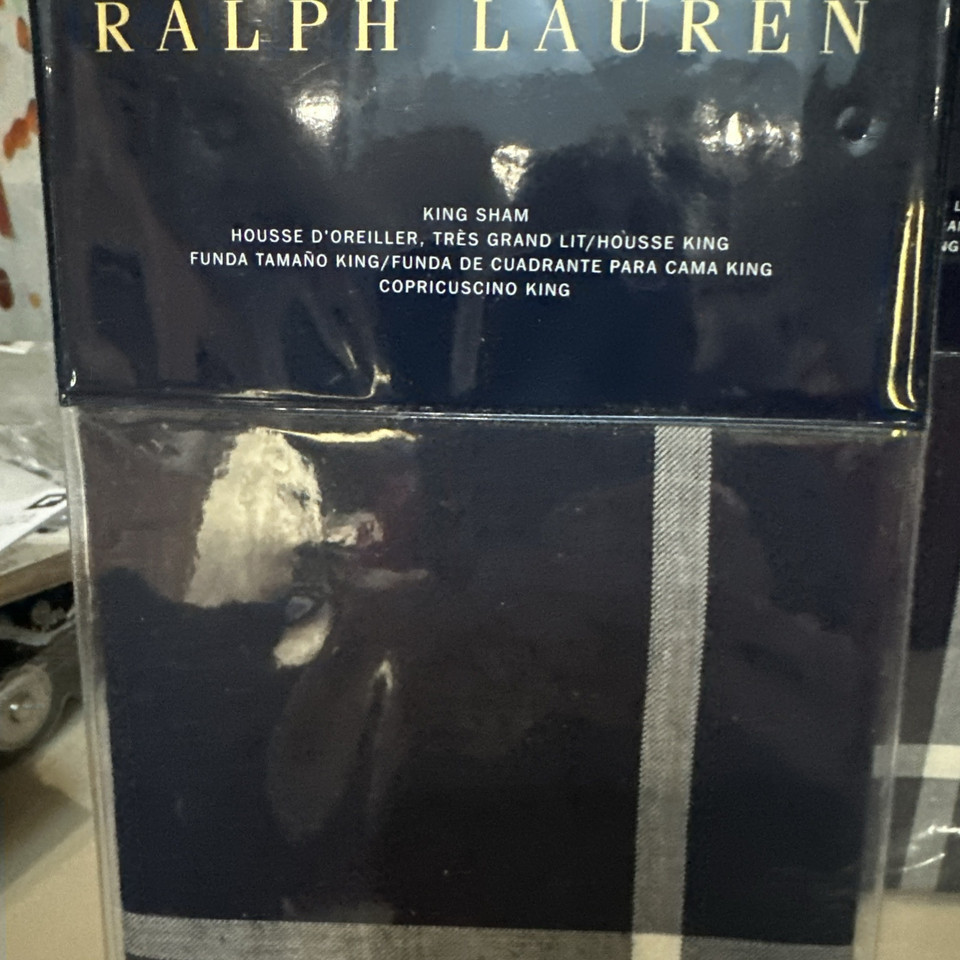 RALPH LAUREN
KING SHAM
HOUSSE D'OREILLER, TRÈS GRAND LIT/HOUSSE KING
FUNDA TAMAÑO KING/FUNDA DE CUADRANTE PARA CAMA KING
COPRICUSCINO KING